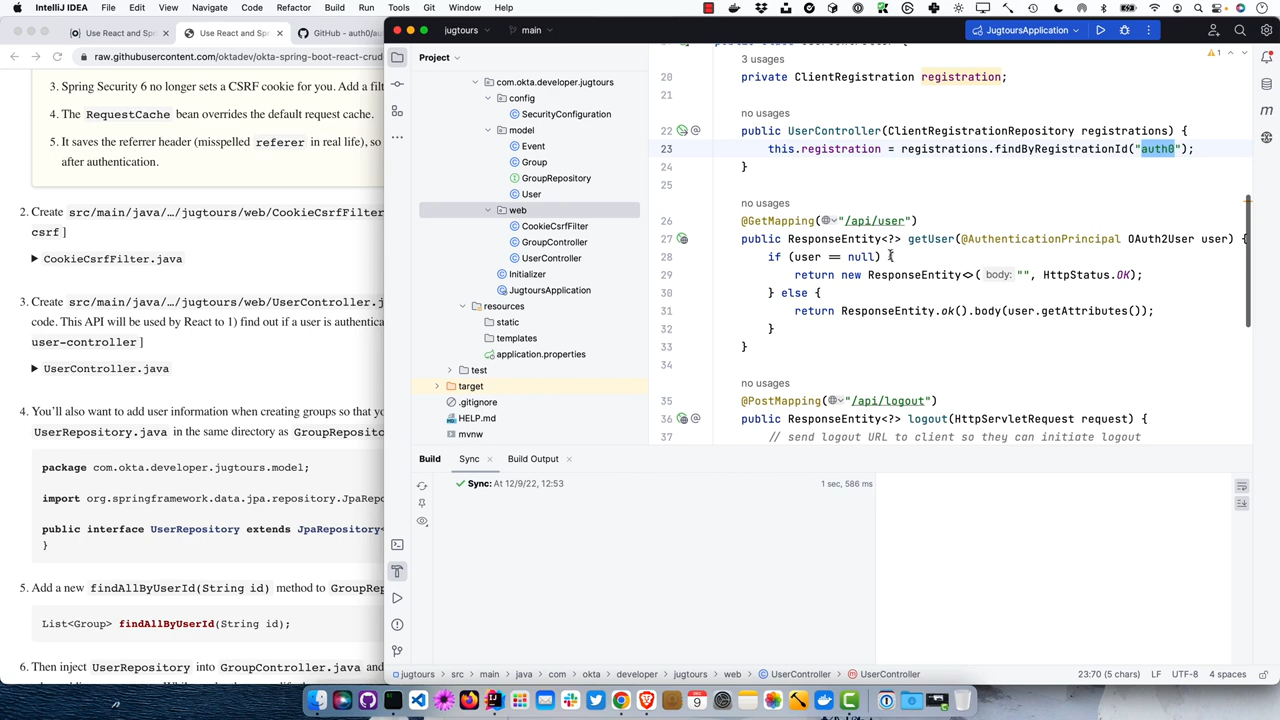 IntelliJ IDEA File Edit View Navigate Code Refactor Build Run Tools Git Window Help
Use React and Sp
Use React and Sp
GitHub - auth0/au
raw.githubusercontent.com/oktadev/okta-spring-boot-react-crud
3. Spring Security 6 no longer sets a CSRF cookie for you. Add a filt
4. The RequestCache bean overrides the default request cache.
5. It saves the referrer header (misspelled referer in real life), so
after authentication.
2. Create src/main/java/…/jugtours/web/CookieCsrfFilter
csrf ]
CookieCsrfFilter.java
3. Create src/main/java/…/jugtours/web/UserController.j
code. This API will be used by React to 1) find out if a user is authentica
user-controller ]
UserController.java
4. You'll also want to add user information when creating groups so that yo
UserRepository.java in the same directory as GroupReposito
package com.okta.developer.jugtours.model;
import org.springframework.data.jpa.repository.JpaRepos
public interface UserRepository extends JpaRepository<
}
5. Add a new findAllByUserId(String id) method to GroupRep
List<Group> findAllByUserId(String id);
6. Then inject UserRepository into GroupController.java and
jugtours
main
JugtoursApplication
Project
com.okta.developer.jugtours
config
SecurityConfiguration
model
Event
Group
GroupRepository
User
web
CookieCsrfFilter
GroupController
UserController
Initializer
JugtoursApplication
resources
static
templates
application.properties
test
target
.gitignore
HELP.md
mvnw
3 usages
1
20 private ClientRegistration registration;
21
no usages
22 public UserController(ClientRegistrationRepository registrations) {
23 this.registration = registrations.findByRegistrationId("auth0");
24 }
25
no usages
26 @GetMapping("/api/user")
27 public ResponseEntity<?> getUser(@AuthenticationPrincipal OAuth2User user) {
28 if (user == null) {
29 return new ResponseEntity<>( body: "", HttpStatus.OK);
30 } else {
31 return ResponseEntity.ok().body(user.getAttributes());
32 }
33 }
34
no usages
35 @PostMapping("/api/logout")
36 public ResponseEntity<?> logout(HttpServletRequest request) {
37 // send logout URL to client so they can initiate logout
Build Sync Build Output
Sync: At 12/9/22, 12:53 1 sec, 586 ms
jugtours src main java com okta developer jugtours web UserController UserController
23:70 (5 chars) LF UTF-8 4 spaces